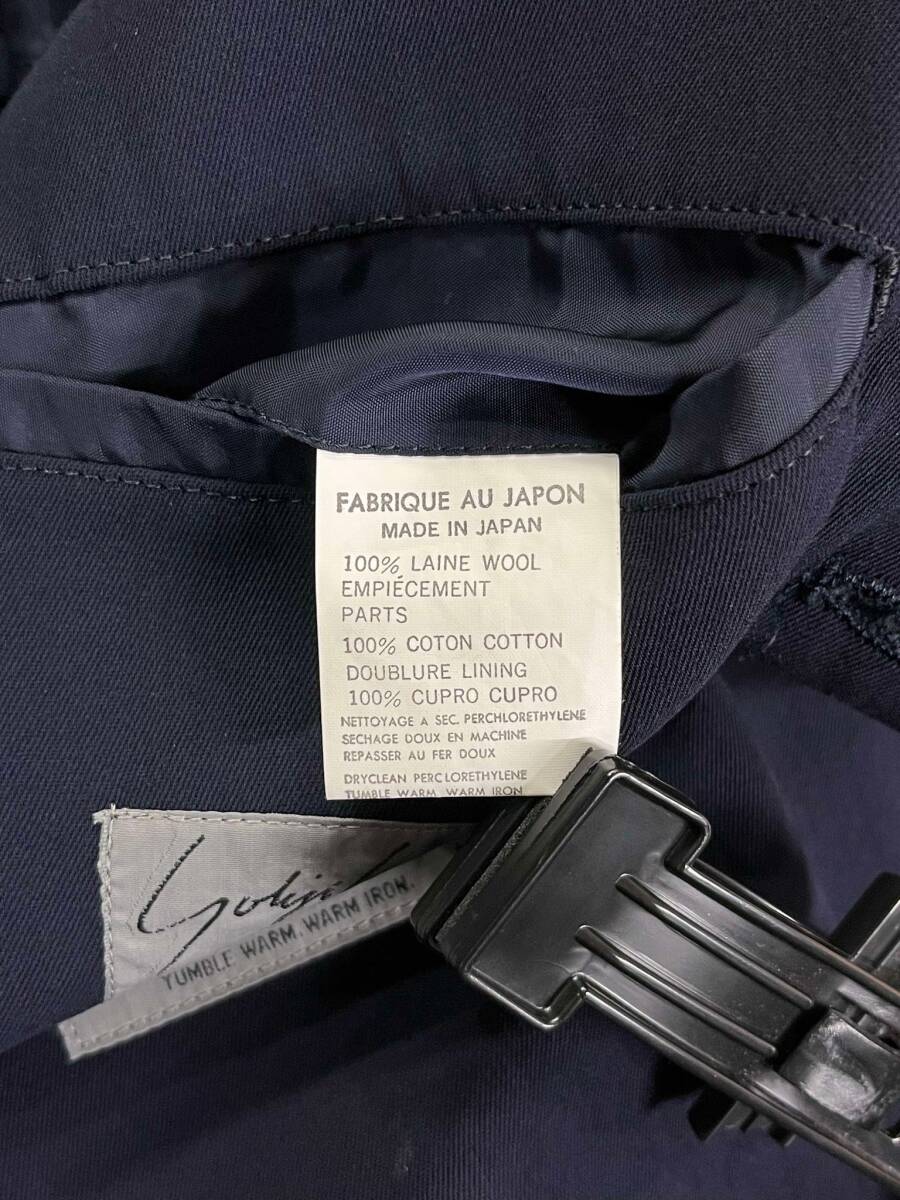 FABRIQUE AU JAPON
MADE IN JAPAN
100% LAINE WOOL
EMPIÉCEMENT
PARTS
100% COTON COTTON
DOUBLURE LINING
100% CUPRO CUPRO
NETTOYAGE A SEC. PERCHLORETHYLENE
SECHAGE DOUX EN MACHINE
REPASSER AU FER DOUX
DRYCLEAN PERCLORETHYLENE
TUMBLE WARM. WARM IRON.
TUMBLE WARM. WARM IRON.